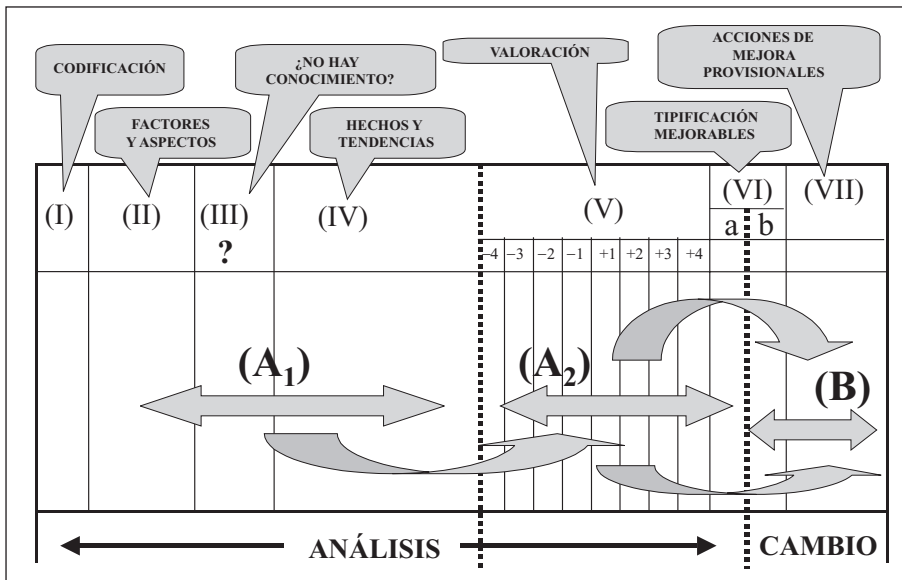 CODIFICACIÓN
FACTORES
Y ASPECTOS
¿NO HAY
CONOCIMIENTO?
HECHOS Y
TENDENCIAS
VALORACIÓN
TIPIFICACIÓN
MEJORABLES
ACCIONES DE
MEJORA
PROVISIONALES
(I) (II) (III) (IV) (V) (VI) (VII)
?
a b
−4 −3 −2 −1 +1 +2 +3 +4
(A1) (A2) (B)
ANÁLISIS CAMBIO